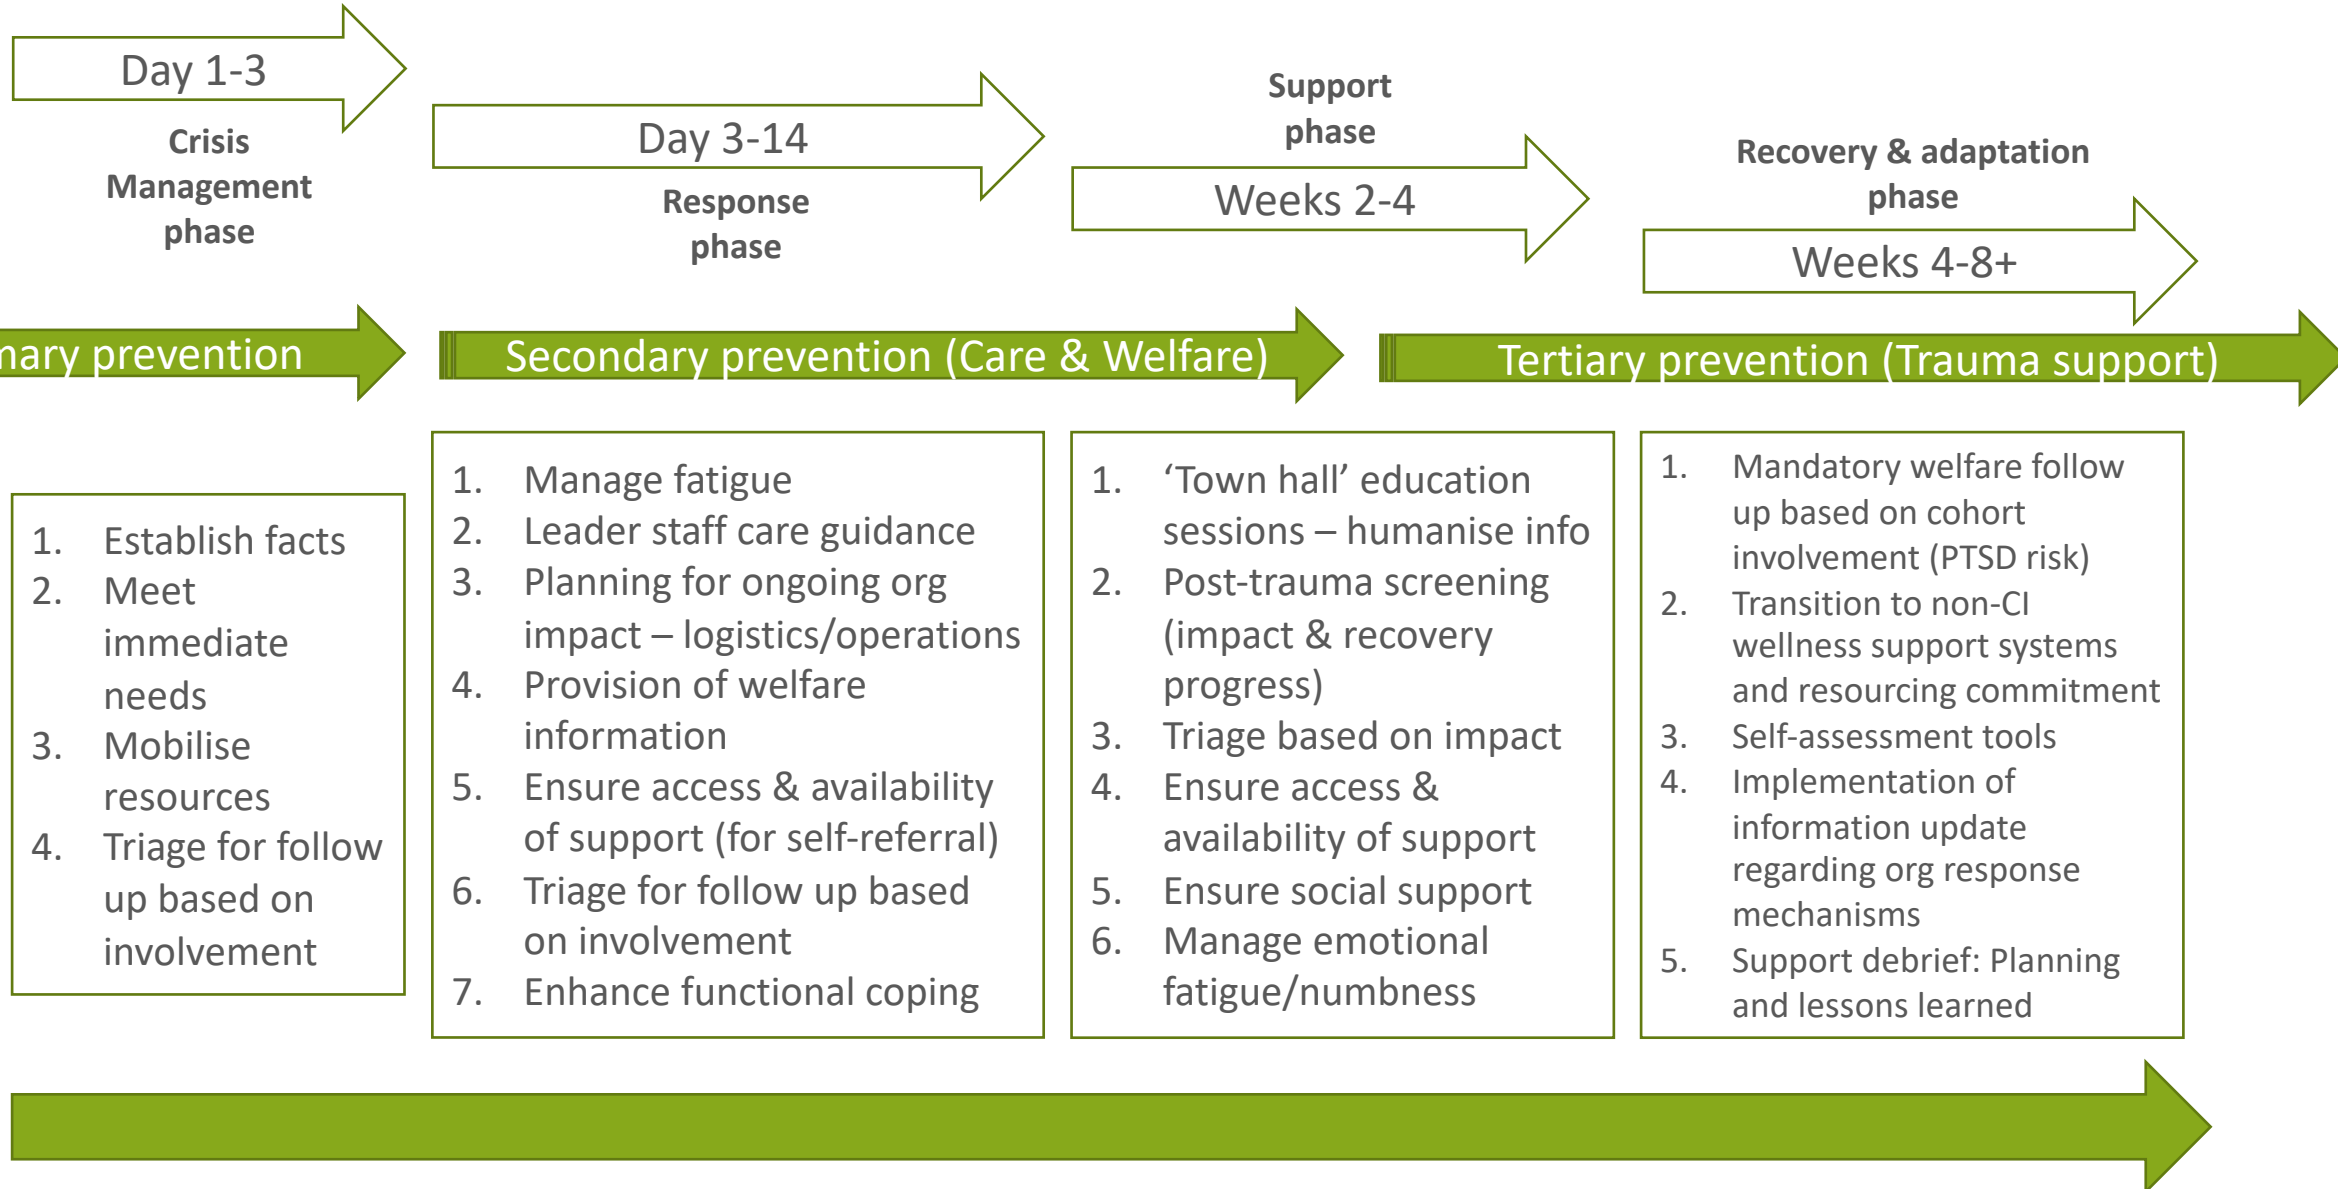 Day 1-3
Crisis
Management
phase
Day 3-14
Response
phase
Support
phase
Weeks 2-4
Recovery & adaptation
phase
Weeks 4-8+
mary prevention
Secondary prevention (Care & Welfare)
Tertiary prevention (Trauma support)
1. Establish facts
2. Meet
immediate
needs
3. Mobilise
resources
4. Triage for follow
up based on
involvement
1. Manage fatigue
2. Leader staff care guidance
3. Planning for ongoing org
impact – logistics/operations
4. Provision of welfare
information
5. Ensure access & availability
of support (for self-referral)
6. Triage for follow up based
on involvement
7. Enhance functional coping
1. ‘Town hall’ education
sessions – humanise info
2. Post-trauma screening
(impact & recovery
progress)
3. Triage based on impact
4. Ensure access &
availability of support
5. Ensure social support
6. Manage emotional
fatigue/numbness
1. Mandatory welfare follow
up based on cohort
involvement (PTSD risk)
2. Transition to non-CI
wellness support systems
and resourcing commitment
3. Self-assessment tools
4. Implementation of
information update
regarding org response
mechanisms
5. Support debrief: Planning
and lessons learned